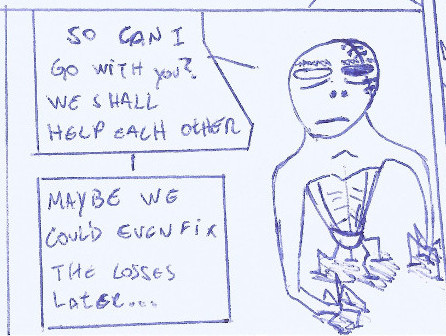 SO CAN I
GO WITH YOU?
WE SHALL
HELP EACH OTHER
MAYBE WE
COULD EVEN FIX
THE LOSSES
LATER...